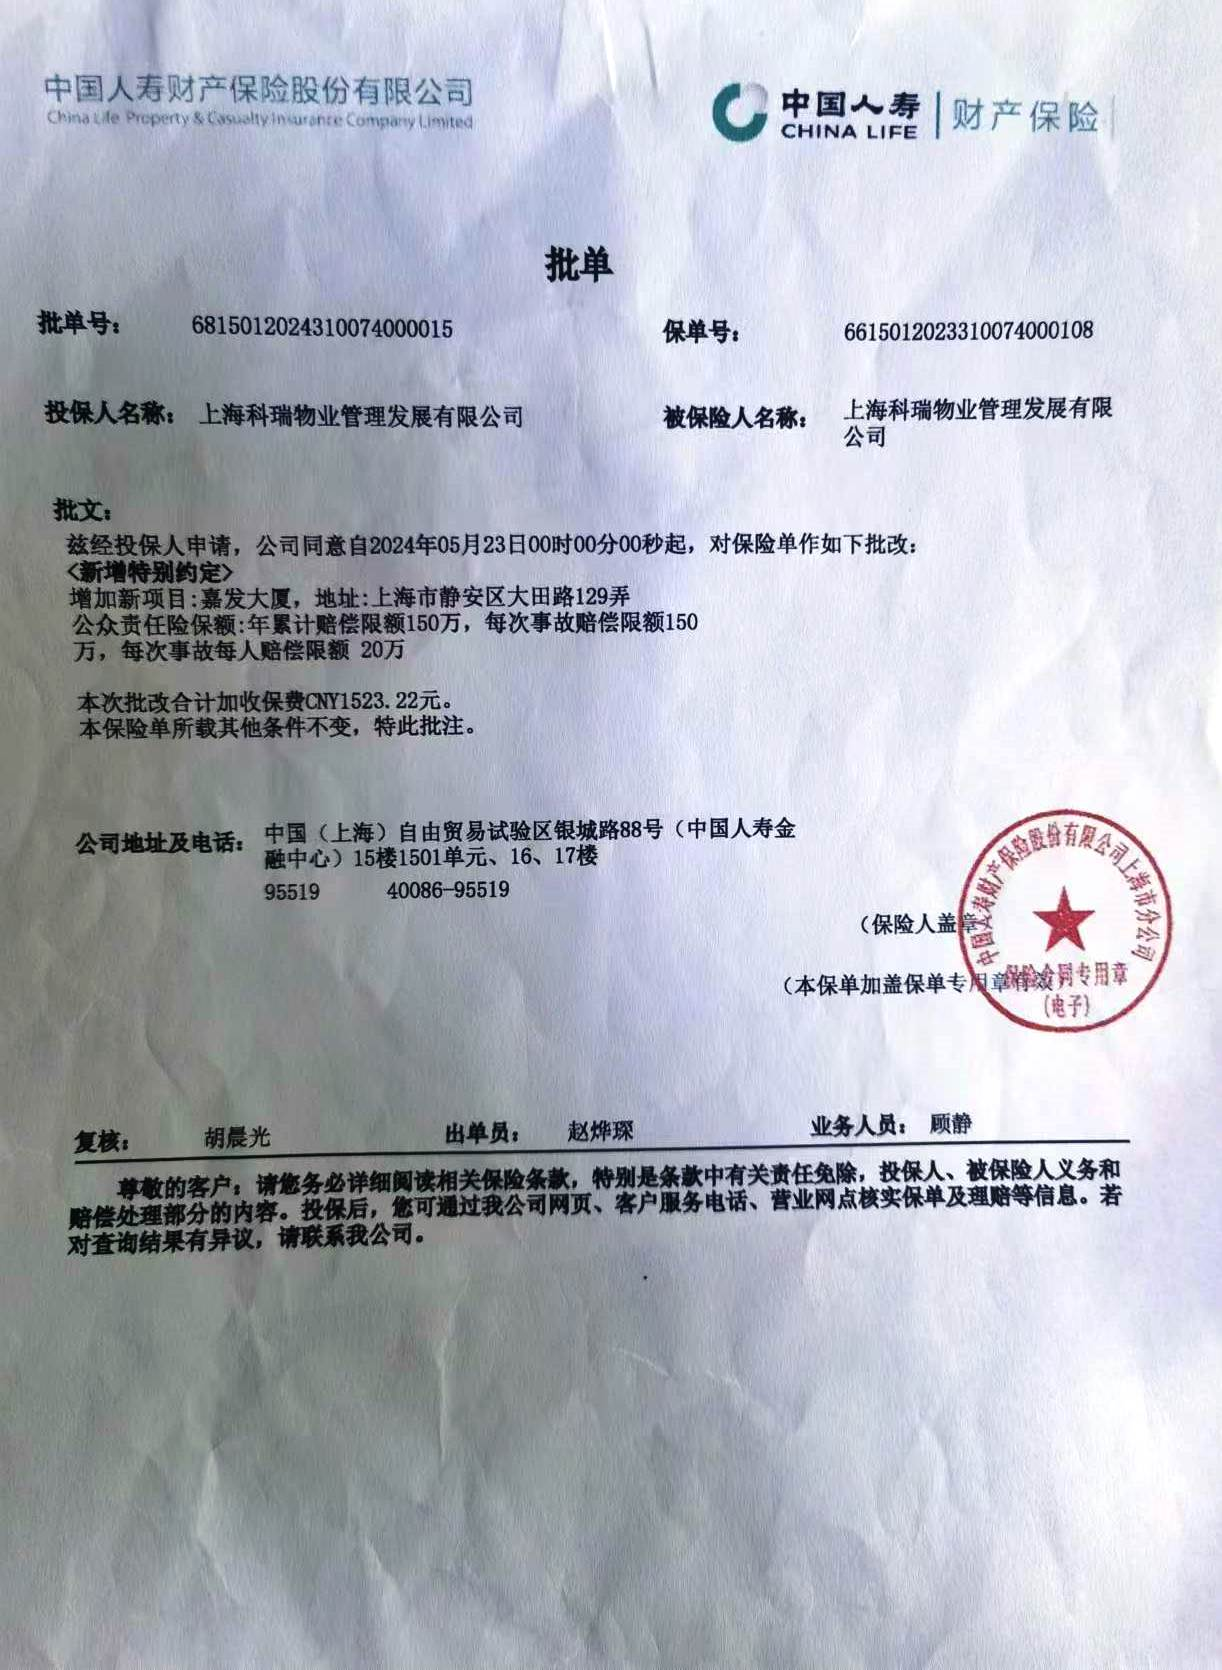 中国人寿财产保险股份有限公司
China Life Property & Casualty Insurance Company Limited
中国人寿
CHINA LIFE
财产保险
批单
批单号： 6815012024310074000015
保单号： 6615012023310074000108
投保人名称： 上海科瑞物业管理发展有限公司
被保险人名称： 上海科瑞物业管理发展有限
公司
批文：
兹经投保人申请，公司同意自2024年05月23日00时00分00秒起，对保险单作如下批改：
<新增特别约定>
增加新项目:嘉发大厦，地址:上海市静安区大田路129弄
公众责任险保额:年累计赔偿限额150万，每次事故赔偿限额150
万，每次事故每人赔偿限额 20万
本次批改合计加收保费CNY1523.22元。
本保险单所载其他条件不变，特此批注。
公司地址及电话： 中国（上海）自由贸易试验区银城路88号（中国人寿金
融中心）15楼1501单元、16、17楼
95519 40086-95519
（保险人盖章
（本保单加盖保单专用章有效）
中国人寿财产保险股份有限公司上海市分公司
保险合同专用章
(电子)
复核： 胡晨光 出单员： 赵烨琛 业务人员： 顾静
尊敬的客户：请您务必详细阅读相关保险条款，特别是条款中有关责任免除，投保人、被保险人义务和
赔偿处理部分的内容。投保后，您可通过我公司网页、客户服务电话、营业网点核实保单及理赔等信息。若
对查询结果有异议，请联系我公司。